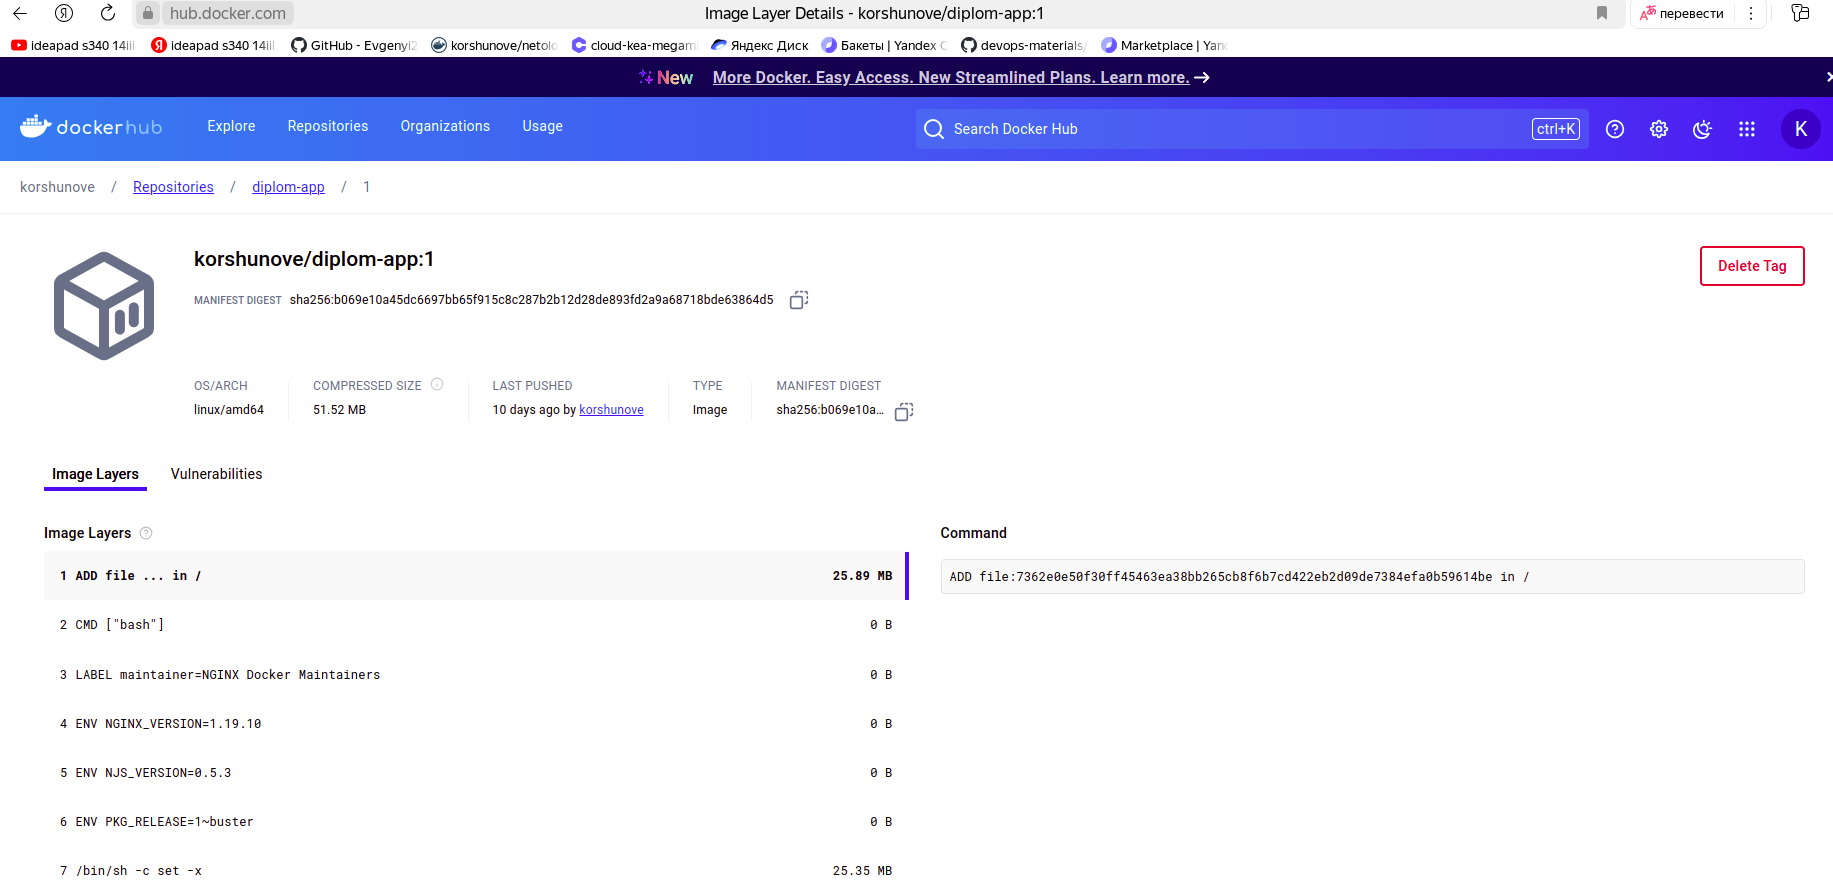 hub.docker.com
Image Layer Details - korshunove/diplom-app:1
перевести
ideapad s340 14iil
ideapad s340 14iil
GitHub - Evgenyi2
korshunove/netolo
cloud-kea-megam
Яндекс Диск
Бакеты | Yandex C
devops-materials/
Marketplace | Yan
New More Docker. Easy Access. New Streamlined Plans. Learn more.
dockerhub
Explore
Repositories
Organizations
Usage
Search Docker Hub
ctrl+K
K
korshunove / Repositories / diplom-app / 1
korshunove/diplom-app:1
Delete Tag
MANIFEST DIGEST sha256:b069e10a45dc6697bb65f915c8c287b2b12d28de893fd2a9a68718bde63864d5
OS/ARCH
linux/amd64
COMPRESSED SIZE
51.52 MB
LAST PUSHED
10 days ago by korshunove
TYPE
Image
MANIFEST DIGEST
sha256:b069e10a...
Image Layers
Vulnerabilities
Image Layers
1 ADD file ... in / 25.89 MB
2 CMD ["bash"] 0 B
3 LABEL maintainer=NGINX Docker Maintainers 0 B
4 ENV NGINX_VERSION=1.19.10 0 B
5 ENV NJS_VERSION=0.5.3 0 B
6 ENV PKG_RELEASE=1~buster 0 B
7 /bin/sh -c set -x 25.35 MB
Command
ADD file:7362e0e50f30ff45463ea38bb265cb8f6b7cd422eb2d09de7384efa0b59614be in /